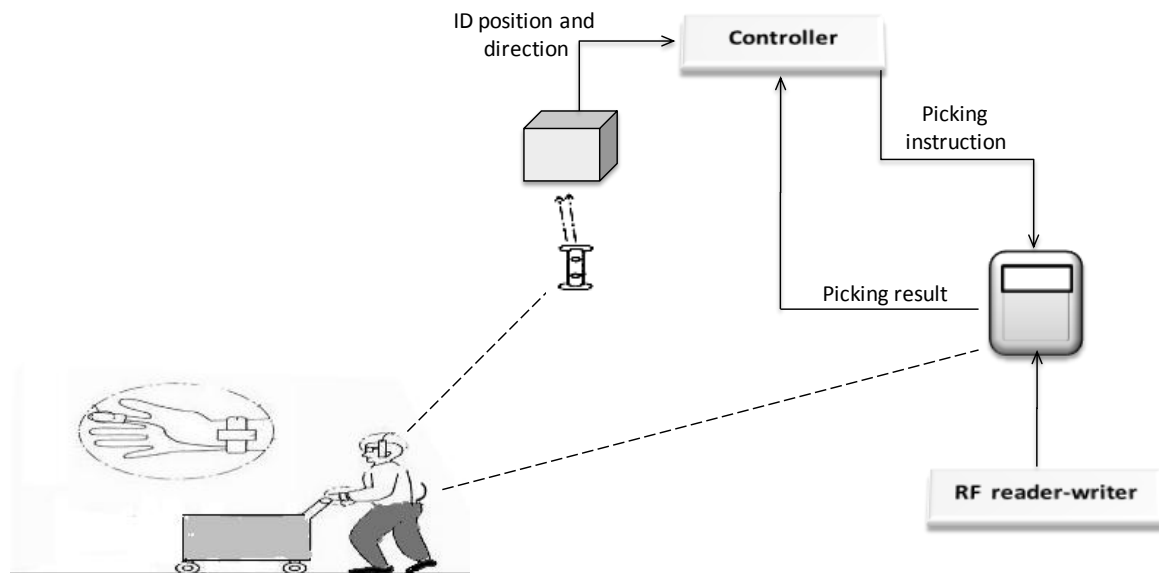 ID position and
direction
Controller
Picking
instruction
Picking result
RF reader-writer